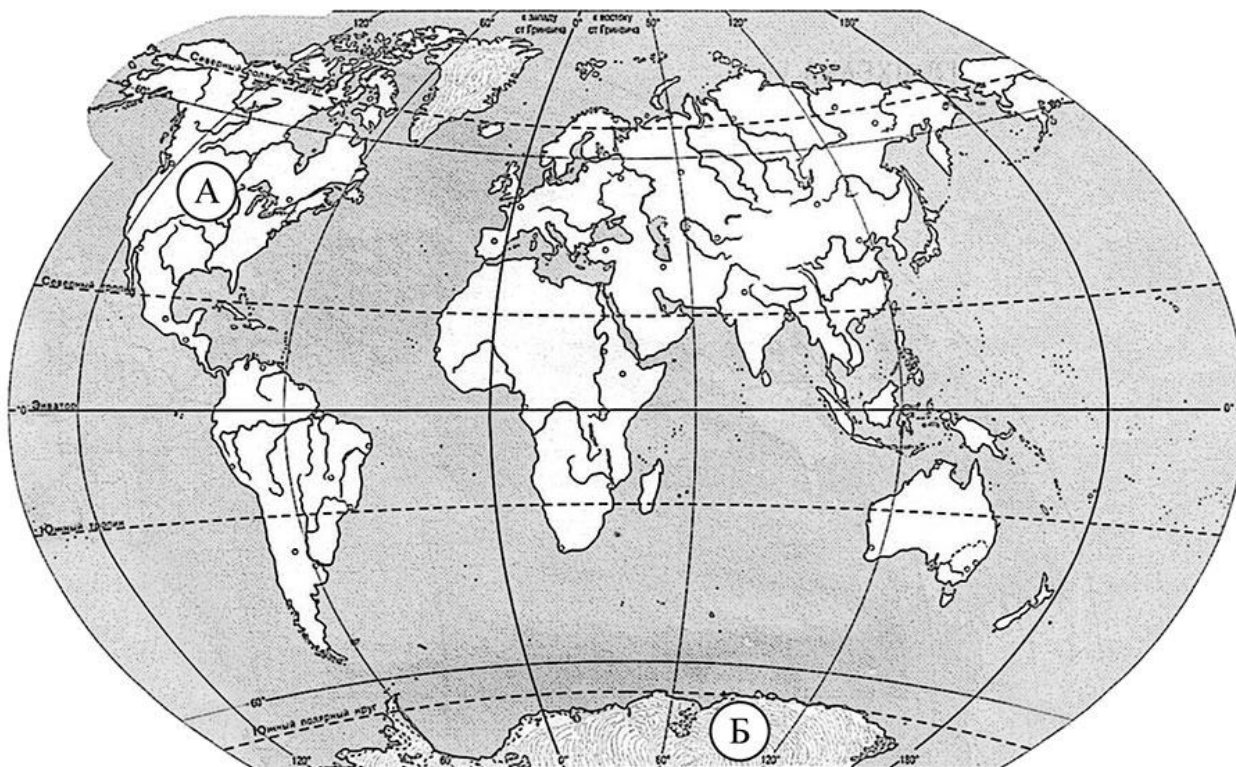 120° 60° к западу от Гринвича 0° к востоку от Гринвича 60° 120° 180°
Северный полярный
60°
А
Северный тропик
0° Экватор 0°
Южный тропик
60°
Южный полярный круг
Б
120° 60° 0° 60° 120° 180°